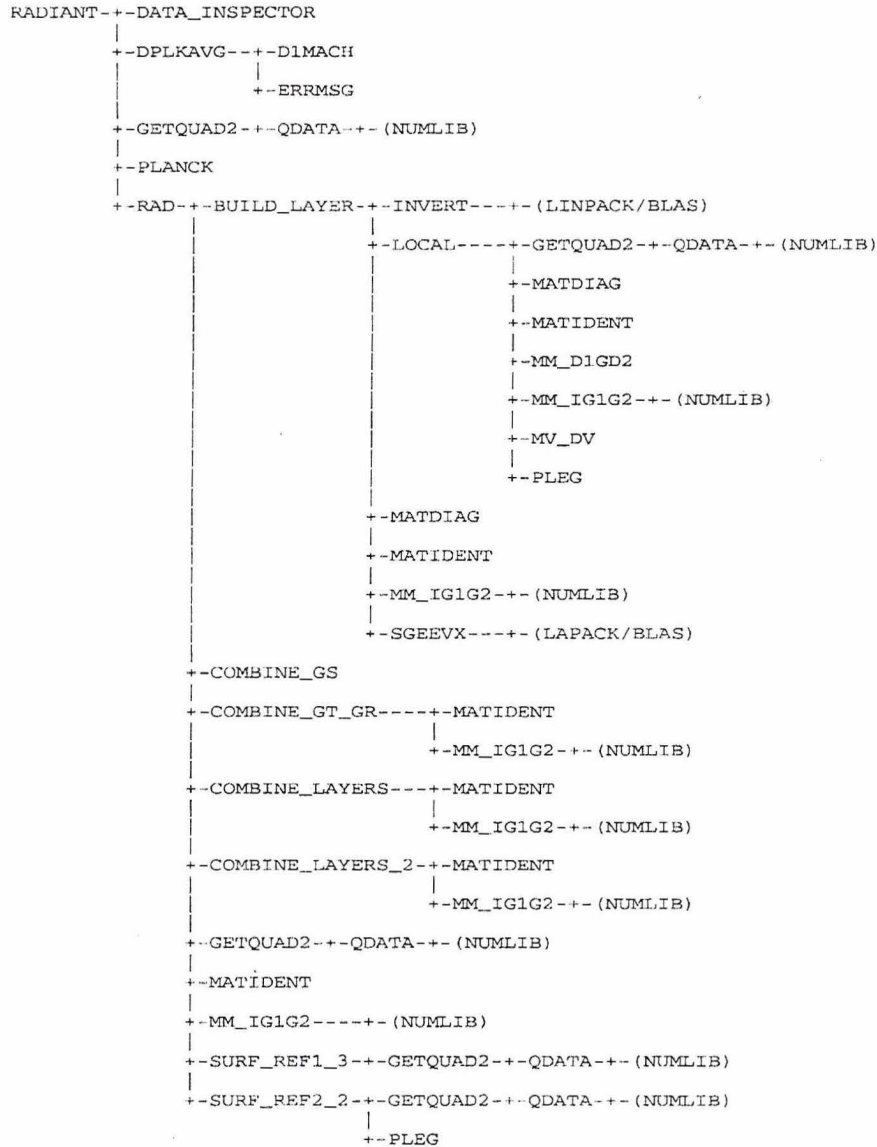 RADIANT-+-DATA_INSPECTOR
+-DPLKAVG--+-D1MACH
+-ERRMSG
+-GETQUAD2-+-QDATA-+-(NUMLIB)
+-PLANCK
+-RAD-+-BUILD_LAYER-+-INVERT---+-(LINPACK/BLAS)
+-LOCAL----+-GETQUAD2-+-QDATA-+-(NUMLIB)
+-MATDIAG
+-MATIDENT
+-MM_D1GD2
+-MM_IG1G2-+-(NUMLIB)
+-MV_DV
+-PLEG
+-MATDIAG
+-MATIDENT
+-MM_IG1G2-+-(NUMLIB)
+-SGEEVX---+-(LAPACK/BLAS)
+-COMBINE_GS
+-COMBINE_GT_GR----+-MATIDENT
+-MM_IG1G2-+-(NUMLIB)
+-COMBINE_LAYERS---+-MATIDENT
+-MM_IG1G2-+-(NUMLIB)
+-COMBINE_LAYERS_2-+-MATIDENT
+-MM_IG1G2-+-(NUMLIB)
+-GETQUAD2-+-QDATA-+-(NUMLIB)
+-MATIDENT
+-MM_IG1G2----+-(NUMLIB)
+-SURF_REF1_3-+-GETQUAD2-+-QDATA-+-(NUMLIB)
+-SURF_REF2_2-+-GETQUAD2-+-QDATA-+-(NUMLIB)
+-PLEG